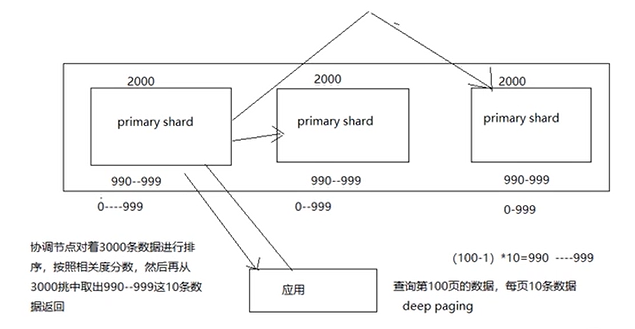 2000
2000
2000
primary shard
primary shard
primary shard
990--999
990--999
990-999
0----999
0--999
0-999
协调节点对着3000条数据进行排
序，按照相关度分数，然后再从
3000挑中取出990--999这10条数
据返回
(100-1) *10=990 ----999
应用
查询第100页的数据，每页10条数据
deep paging